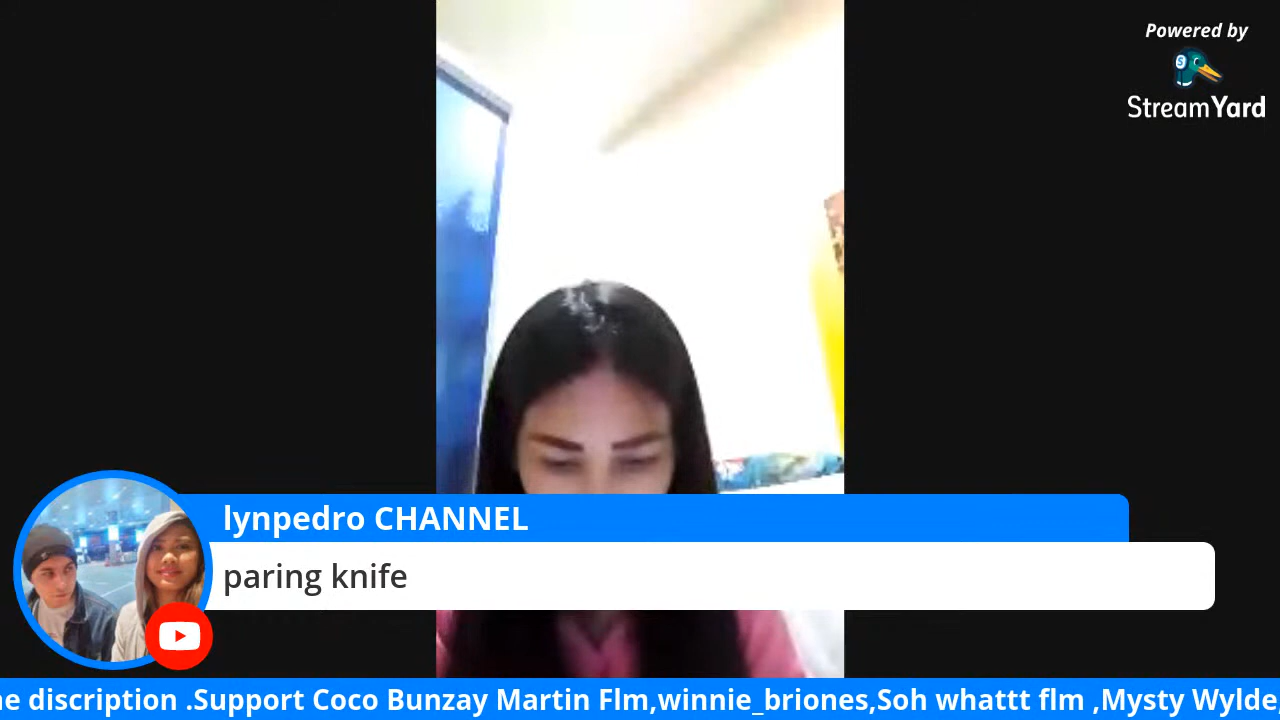 Powered by
StreamYard
lynpedro CHANNEL
paring knife
e discription .Support Coco Bunzay Martin Flm,winnie_briones,Soh whattt flm ,Mysty Wylde,